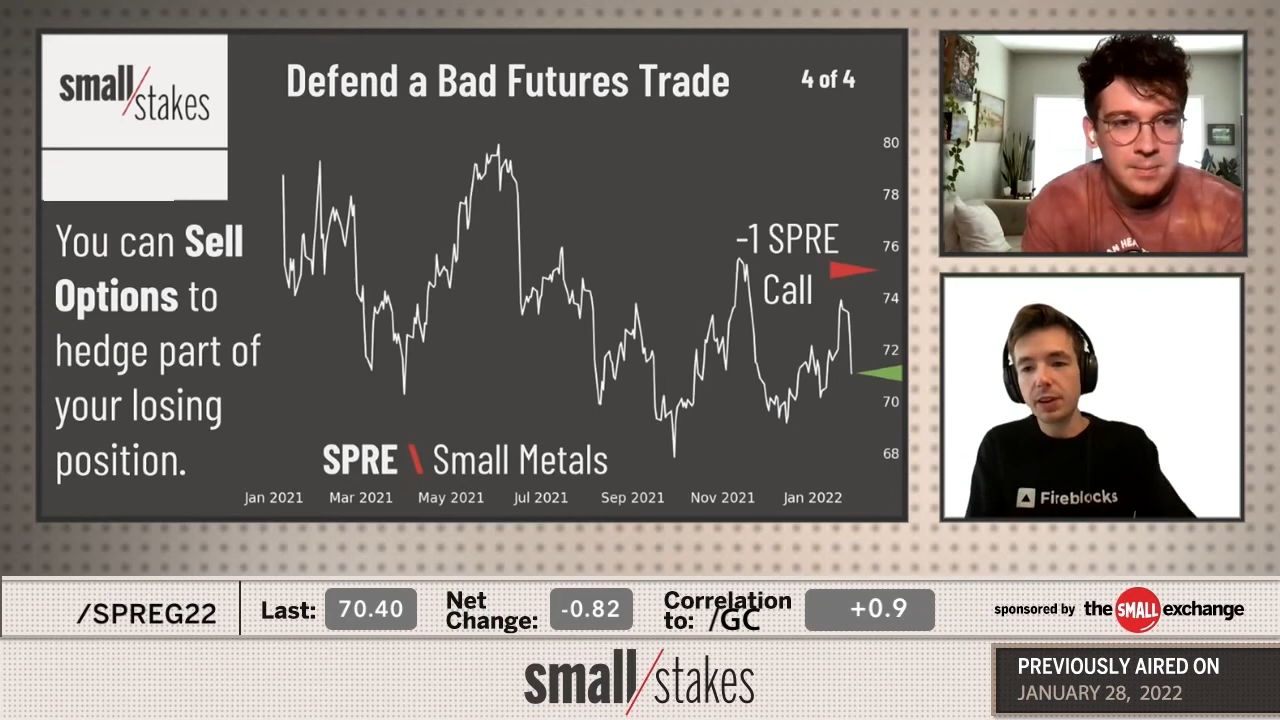 small/stakes
Defend a Bad Futures Trade
4 of 4
80
78
76
74
72
70
68
You can Sell
Options to
hedge part of
your losing
position.
-1 SPRE
Call
SPRE \ Small Metals
Jan 2021 Mar 2021 May 2021 Jul 2021 Sep 2021 Nov 2021 Jan 2022
Fireblocks
/SPREG22
Last: 70.40
Net
Change: -0.82
Correlation
to: /GC +0.9
sponsored by the SMALL exchange
small/stakes
PREVIOUSLY AIRED ON
JANUARY 28, 2022